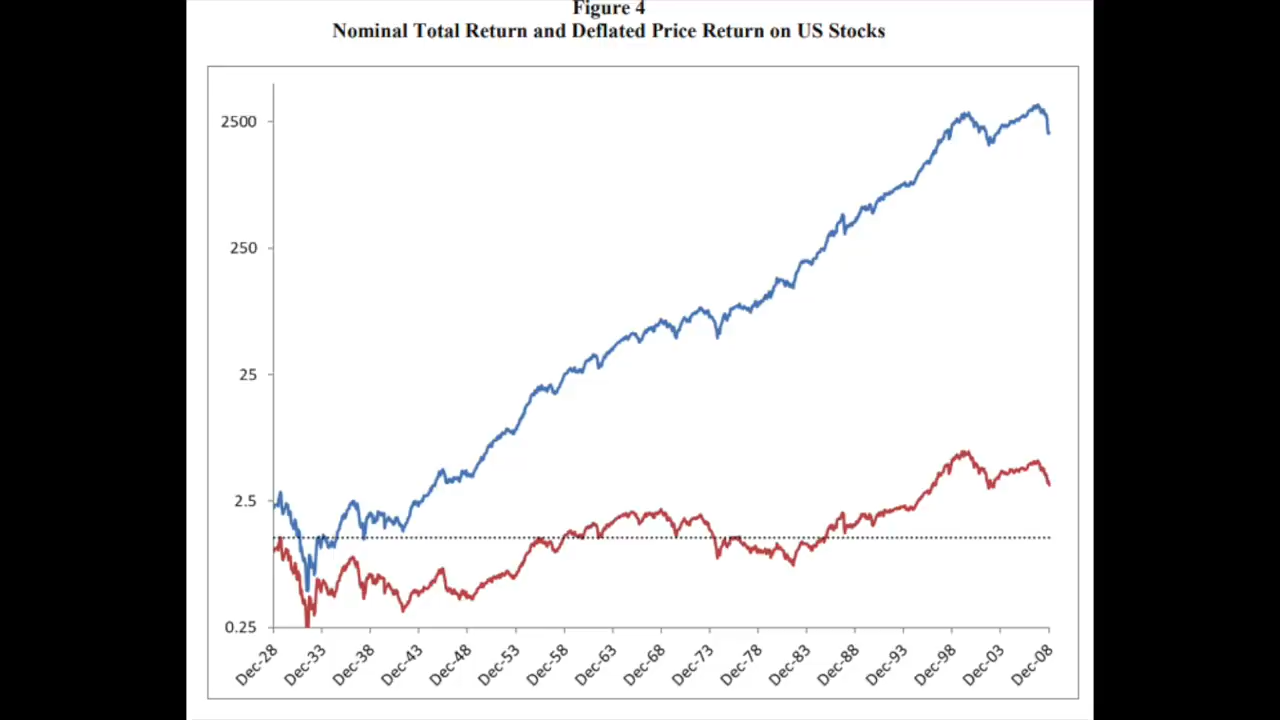 Figure 4
Nominal Total Return and Deflated Price Return on US Stocks
2500
250
25
2.5
0.25
Dec-28
Dec-33
Dec-38
Dec-43
Dec-48
Dec-53
Dec-58
Dec-63
Dec-68
Dec-73
Dec-78
Dec-83
Dec-88
Dec-93
Dec-98
Dec-03
Dec-08